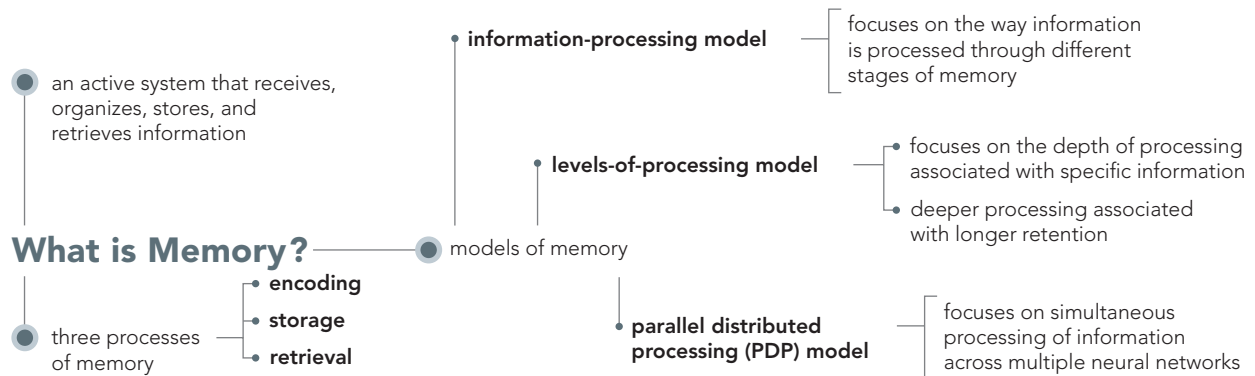 an active system that receives,
organizes, stores, and
retrieves information
What is Memory?
three processes
of memory
encoding
storage
retrieval
models of memory
information-processing model
focuses on the way information
is processed through different
stages of memory
levels-of-processing model
focuses on the depth of processing
associated with specific information
deeper processing associated
with longer retention
parallel distributed
processing (PDP) model
focuses on simultaneous
processing of information
across multiple neural networks